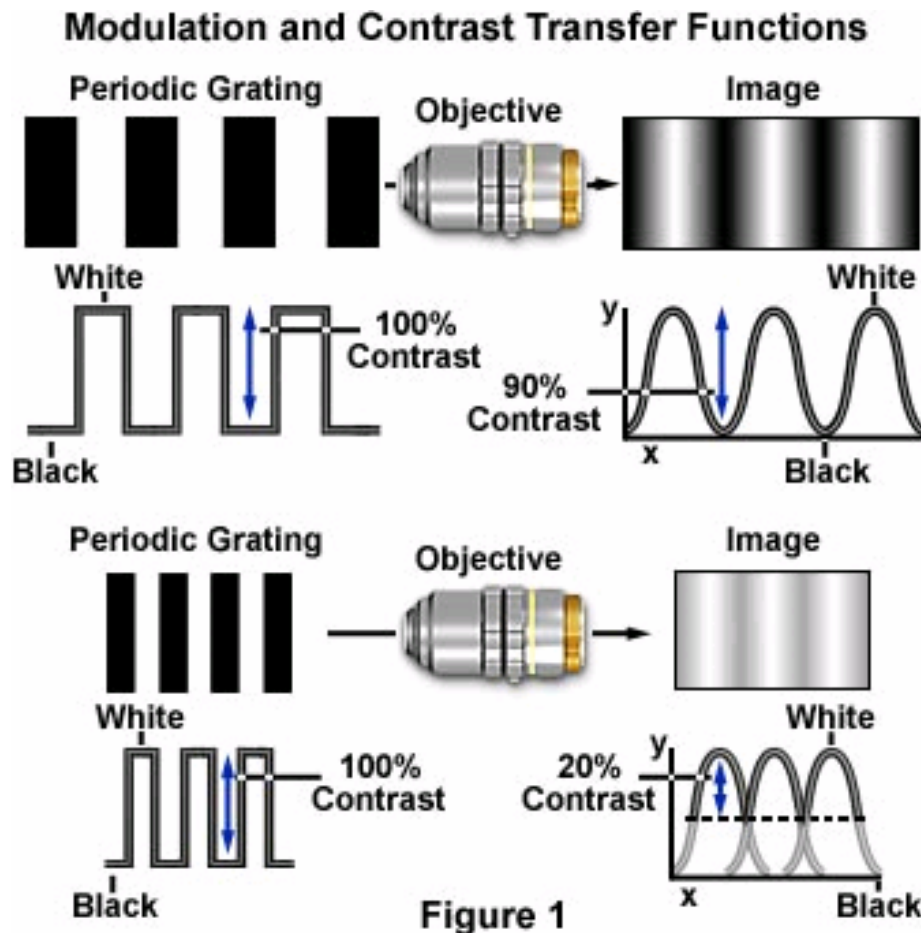 Modulation and Contrast Transfer Functions
Periodic Grating
Objective
Image
White
100%
Contrast
Black
y
White
90%
Contrast
x
Black
Periodic Grating
Objective
Image
White
100%
Contrast
Black
y
White
20%
Contrast
x
Black
Figure 1